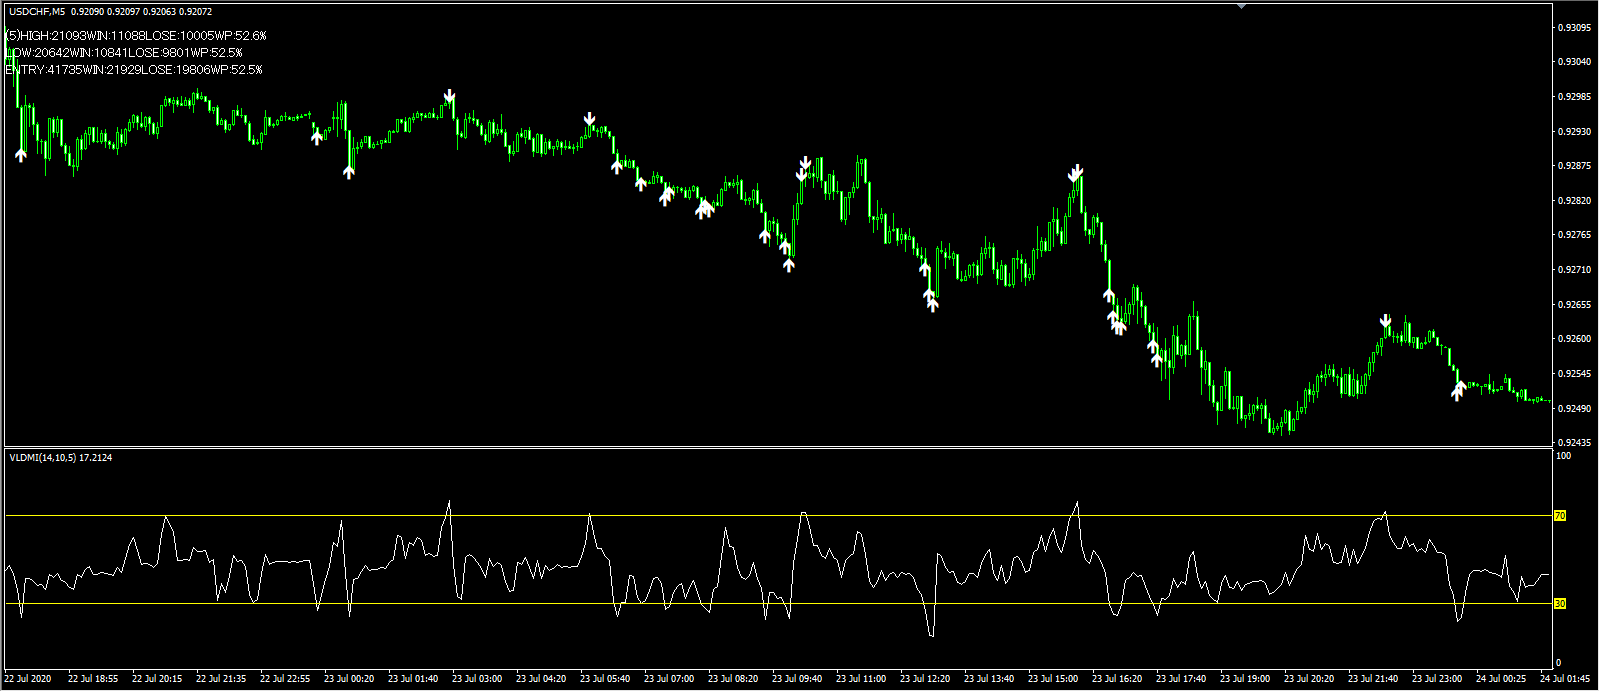 USDCHF,M5 0.92090 0.92097 0.92063 0.92072
(5)HIGH:21093WIN:11088LOSE:10005WP:52.6%
LOW:20642WIN:10841LOSE:9801WP:52.5%
ENTRY:41735WIN:21929LOSE:19806WP:52.5%
0.93095
0.93040
0.92985
0.92930
0.92875
0.92820
0.92765
0.92710
0.92655
0.92600
0.92545
0.92490
0.92435
VLDMI(14,10,5) 17.2124
100
70
30
0
22 Jul 2020 22 Jul 18:55 22 Jul 20:15 22 Jul 21:35 22 Jul 22:55 23 Jul 00:20 23 Jul 01:40 23 Jul 03:00 23 Jul 04:20 23 Jul 05:40 23 Jul 07:00 23 Jul 08:20 23 Jul 09:40 23 Jul 11:00 23 Jul 12:20 23 Jul 13:40 23 Jul 15:00 23 Jul 16:20 23 Jul 17:40 23 Jul 19:00 23 Jul 20:20 23 Jul 21:40 23 Jul 23:00 24 Jul 00:25 24 Jul 01:45